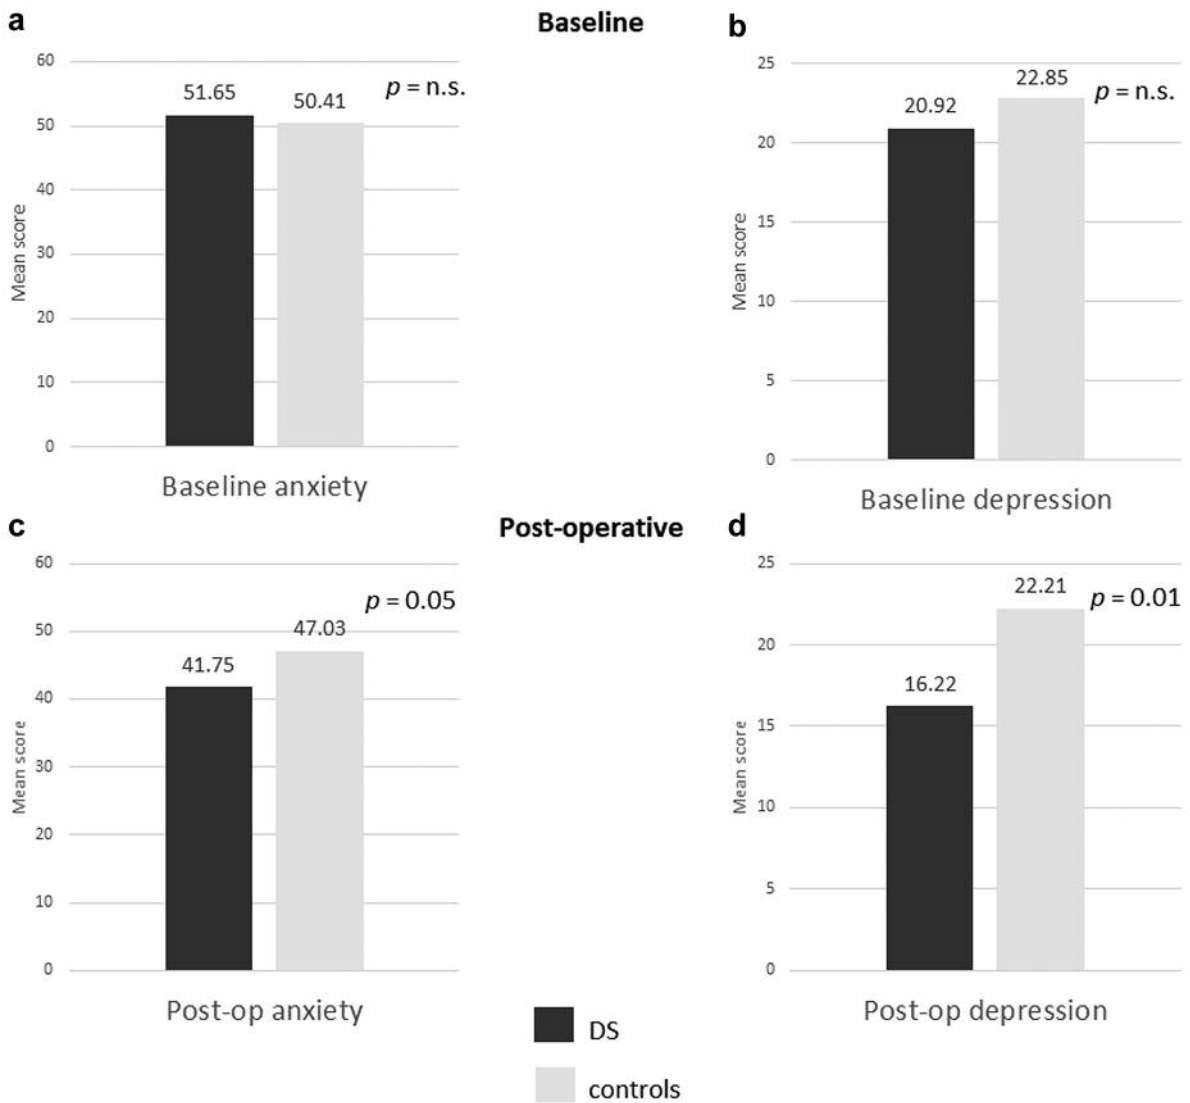 a
Baseline
b
60
50
40
30
20
10
0
Mean score
51.65
50.41
p = n.s.
Baseline anxiety
25
20
15
10
5
0
Mean score
20.92
22.85
p = n.s.
Baseline depression
c
Post-operative
d
60
50
40
30
20
10
0
Mean score
41.75
47.03
p = 0.05
Post-op anxiety
25
20
15
10
5
0
Mean score
16.22
22.21
p = 0.01
Post-op depression
DS
controls